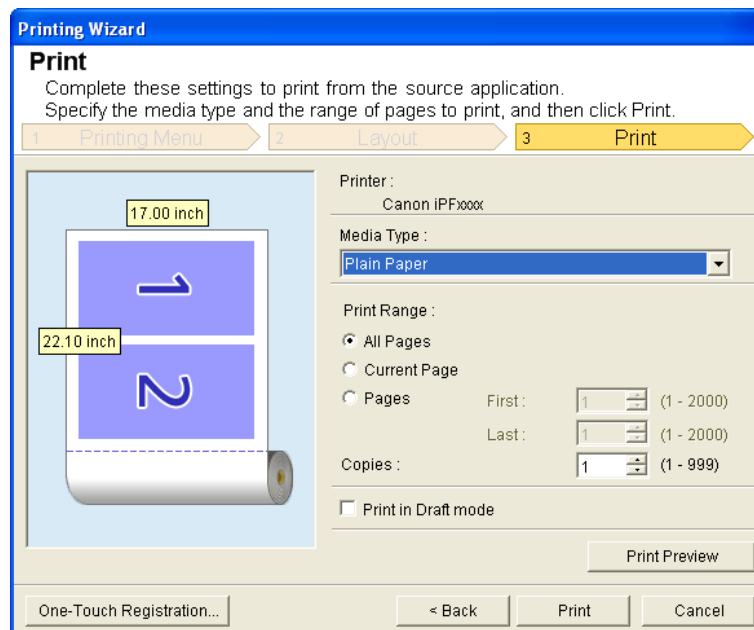 Printing Wizard
Print
Complete these settings to print from the source application.
Specify the media type and the range of pages to print, and then click Print.
1 Printing Menu 2 Layout 3 Print
Printer :
Canon iPFxxxx
17.00 inch
Media Type :
Plain Paper
1
Print Range :
22.10 inch
All Pages
Current Page
2
Pages First : 1 (1 - 2000)
Last : 1 (1 - 2000)
Copies : 1 (1 - 999)
Print in Draft mode
Print Preview
One-Touch Registration... < Back Print Cancel